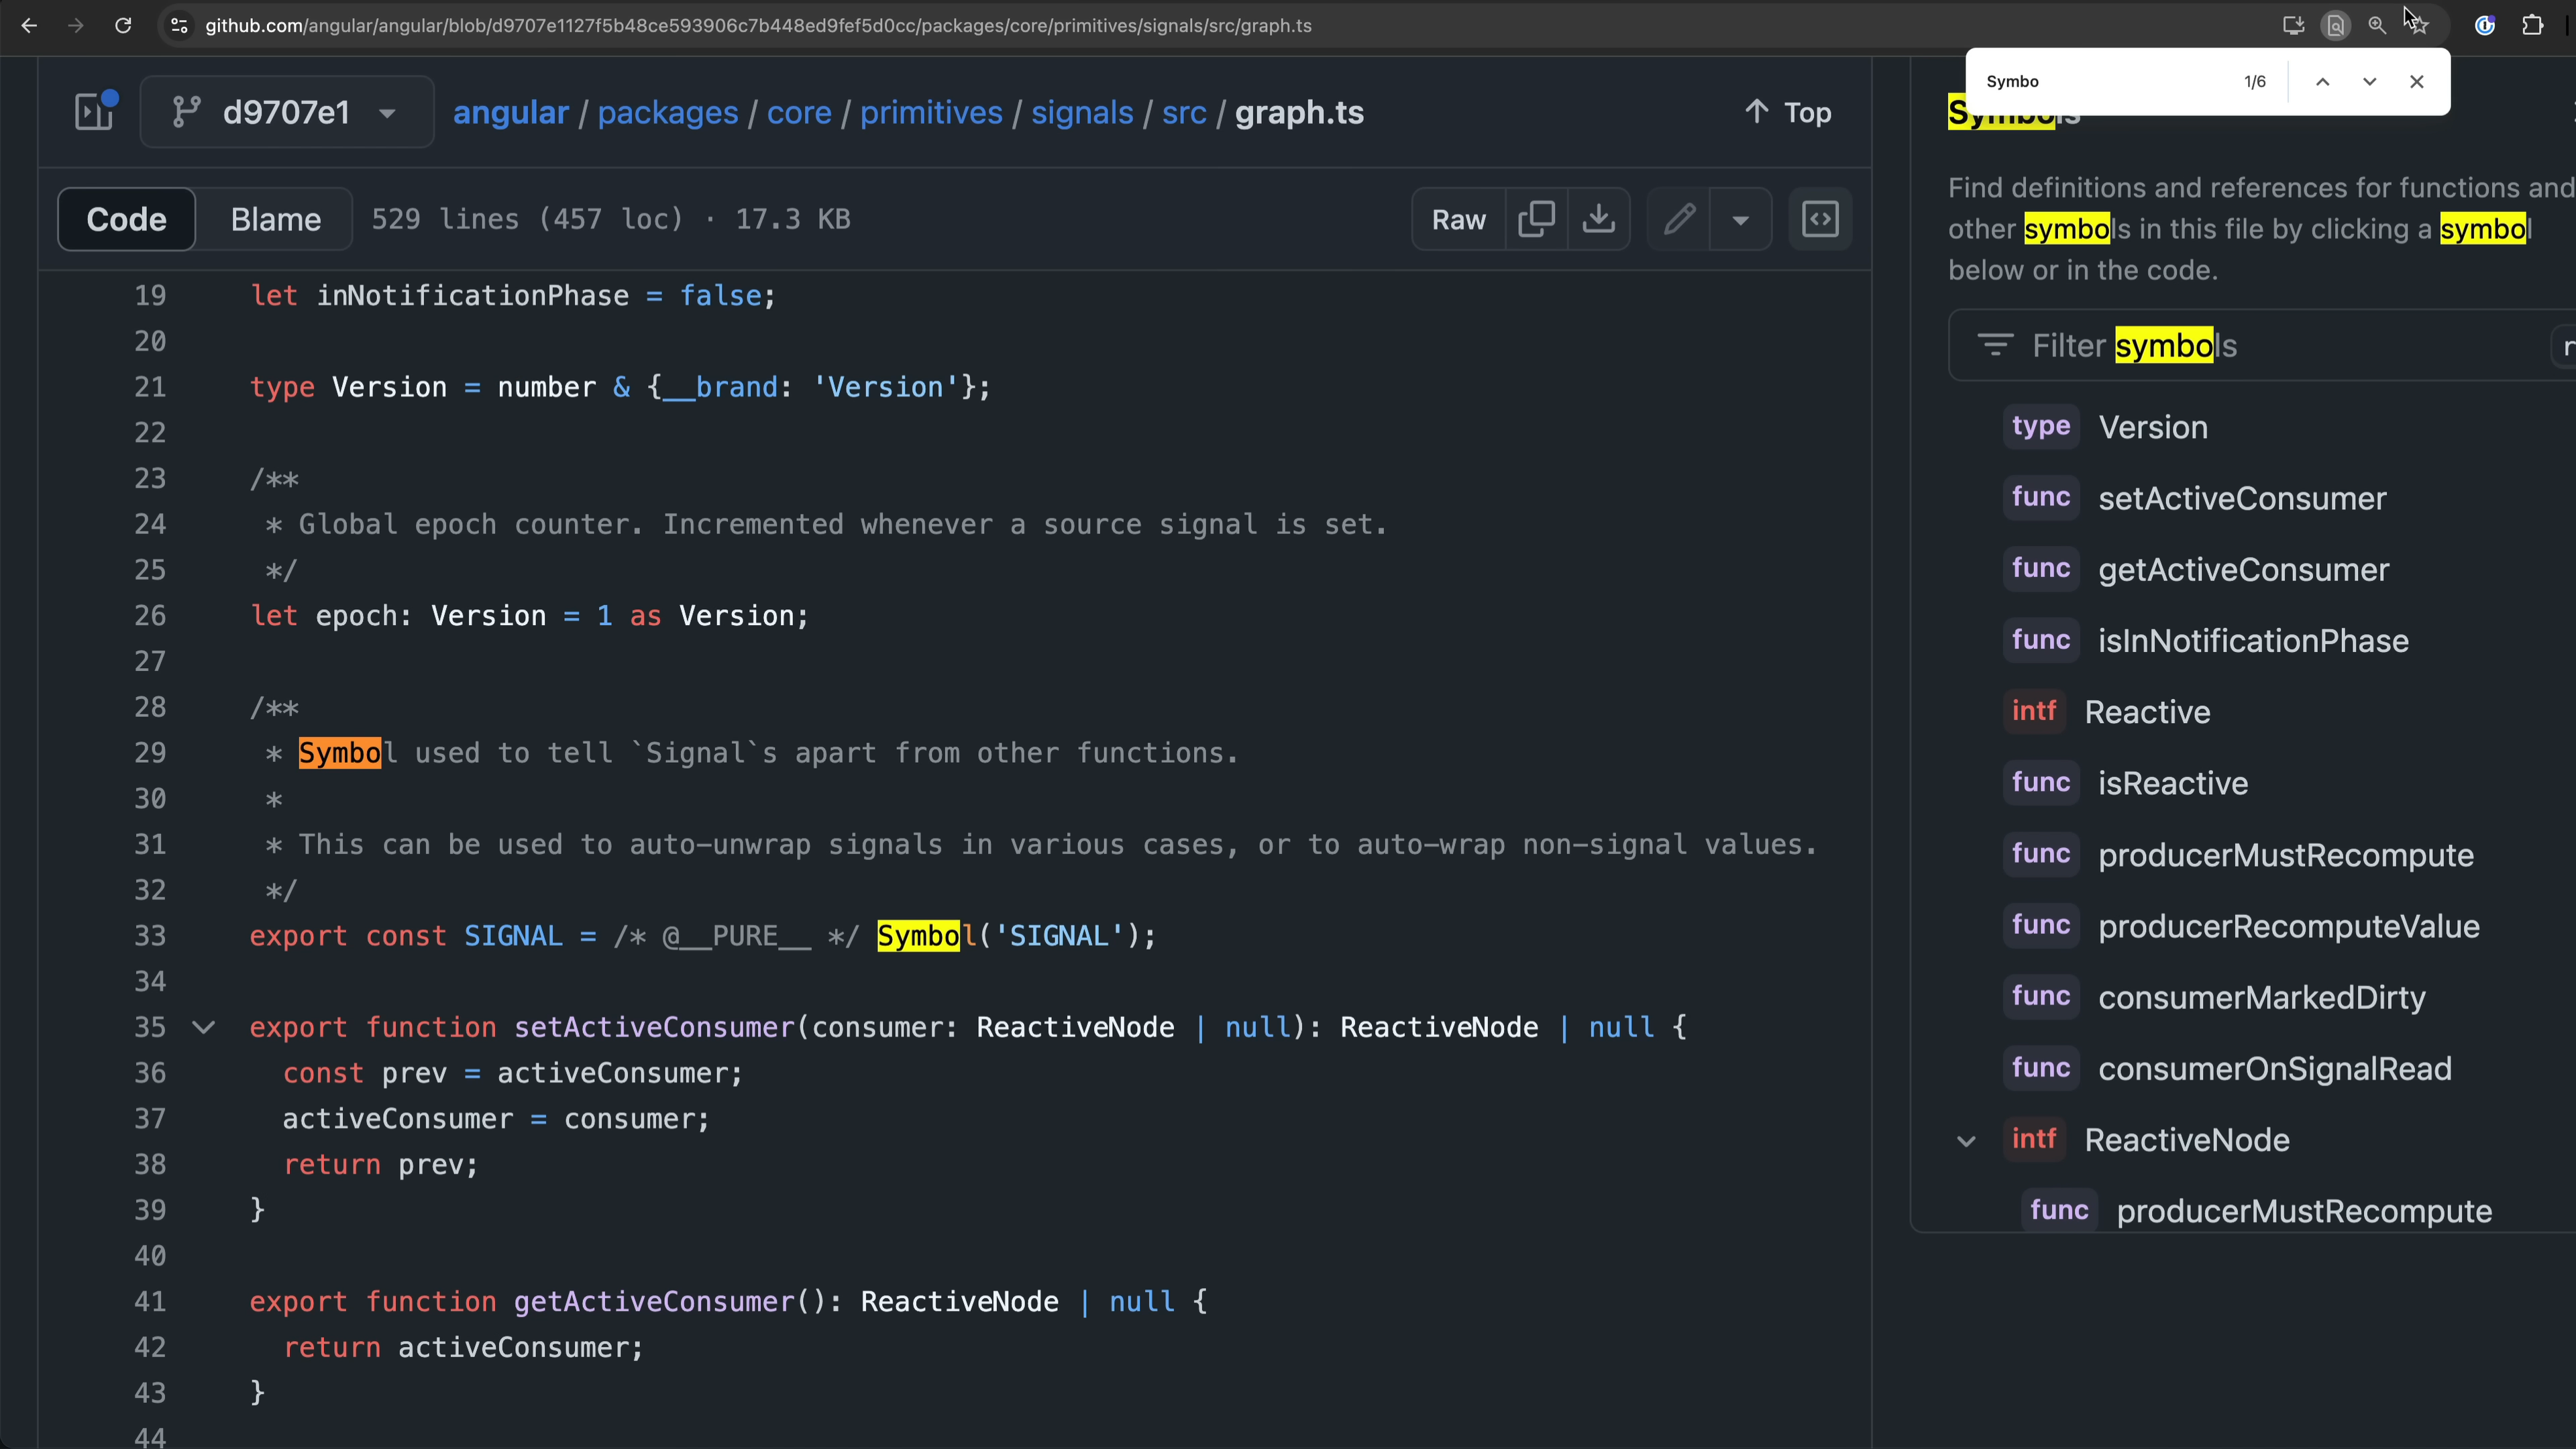 github.com/angular/angular/blob/d9707e1127f5b48ce593906c7b448ed9fef5d0cc/packages/core/primitives/signals/src/graph.ts
Symbo 1/6
d9707e1 angular / packages / core / primitives / signals / src / graph.ts Top
Code Blame 529 lines (457 loc) · 17.3 KB Raw
19 let inNotificationPhase = false;
20
21 type Version = number & {__brand: 'Version'};
22
23 /**
24 * Global epoch counter. Incremented whenever a source signal is set.
25 */
26 let epoch: Version = 1 as Version;
27
28 /**
29 * Symbol used to tell `Signal`s apart from other functions.
30 *
31 * This can be used to auto-unwrap signals in various cases, or to auto-wrap non-signal values.
32 */
33 export const SIGNAL = /* @__PURE__ */ Symbol('SIGNAL');
34
35 export function setActiveConsumer(consumer: ReactiveNode | null): ReactiveNode | null {
36 const prev = activeConsumer;
37 activeConsumer = consumer;
38 return prev;
39 }
40
41 export function getActiveConsumer(): ReactiveNode | null {
42 return activeConsumer;
43 }
44
Symbols
Find definitions and references for functions and
other symbols in this file by clicking a symbol
below or in the code.
Filter symbols r
type Version
func setActiveConsumer
func getActiveConsumer
func isInNotificationPhase
intf Reactive
func isReactive
func producerMustRecompute
func producerRecomputeValue
func consumerMarkedDirty
func consumerOnSignalRead
intf ReactiveNode
func producerMustRecompute